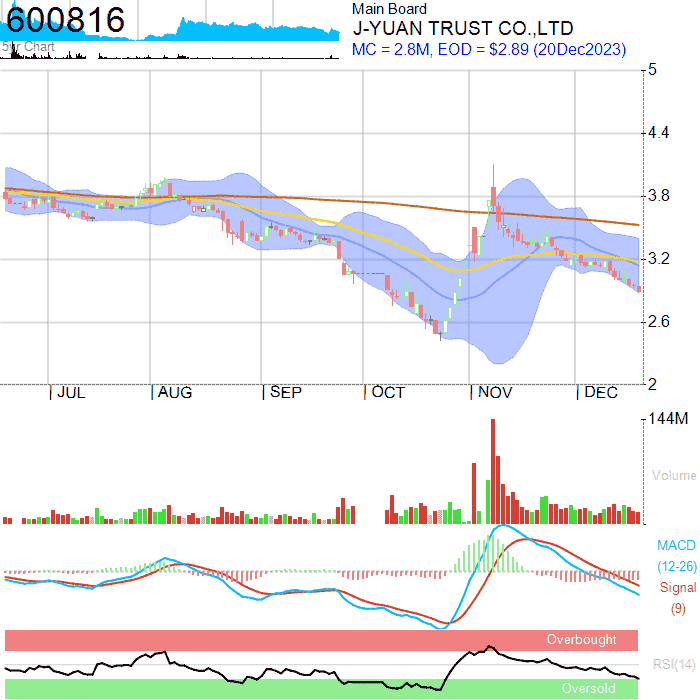 600816
5yr Chart
Main Board
J-YUAN TRUST CO.,LTD
MC = 2.8M, EOD = $2.89 (20Dec2023)
5
4.4
3.8
3.2
2.6
2
JUL AUG SEP OCT NOV DEC
144M
Volume
MACD
(12-26)
Signal
(9)
Overbought
RSI(14)
Oversold